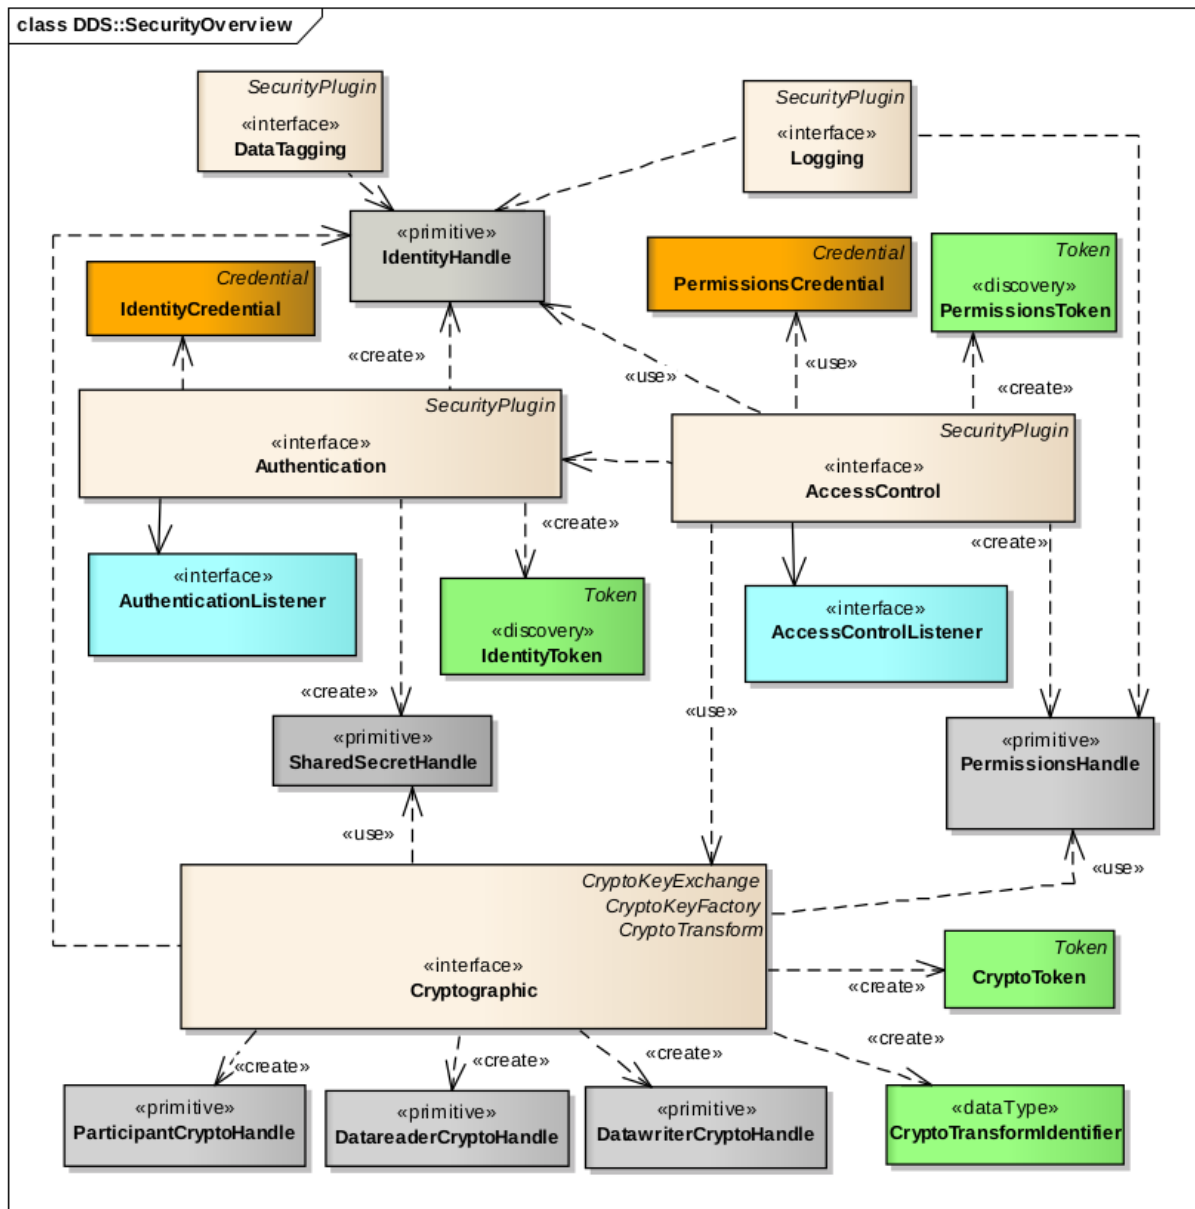 class DDS::SecurityOverview
SecurityPlugin
«interface»
DataTagging
SecurityPlugin
«interface»
Logging
«primitive»
IdentityHandle
Credential
IdentityCredential
Credential
PermissionsCredential
Token
«discovery»
PermissionsToken
«create»
«use»
«use»
«create»
SecurityPlugin
«interface»
Authentication
SecurityPlugin
«interface»
AccessControl
«create»
«create»
«interface»
AuthenticationListener
Token
«discovery»
IdentityToken
«interface»
AccessControlListener
«create»
«use»
«primitive»
SharedSecretHandle
«primitive»
PermissionsHandle
«use»
«use»
CryptoKeyExchange
CryptoKeyFactory
CryptoTransform
«interface»
Cryptographic
Token
CryptoToken
«create»
«create»
«create»
«create»
«create»
«primitive»
ParticipantCryptoHandle
«primitive»
DatareaderCryptoHandle
«primitive»
DatawriterCryptoHandle
«dataType»
CryptoTransformIdentifier